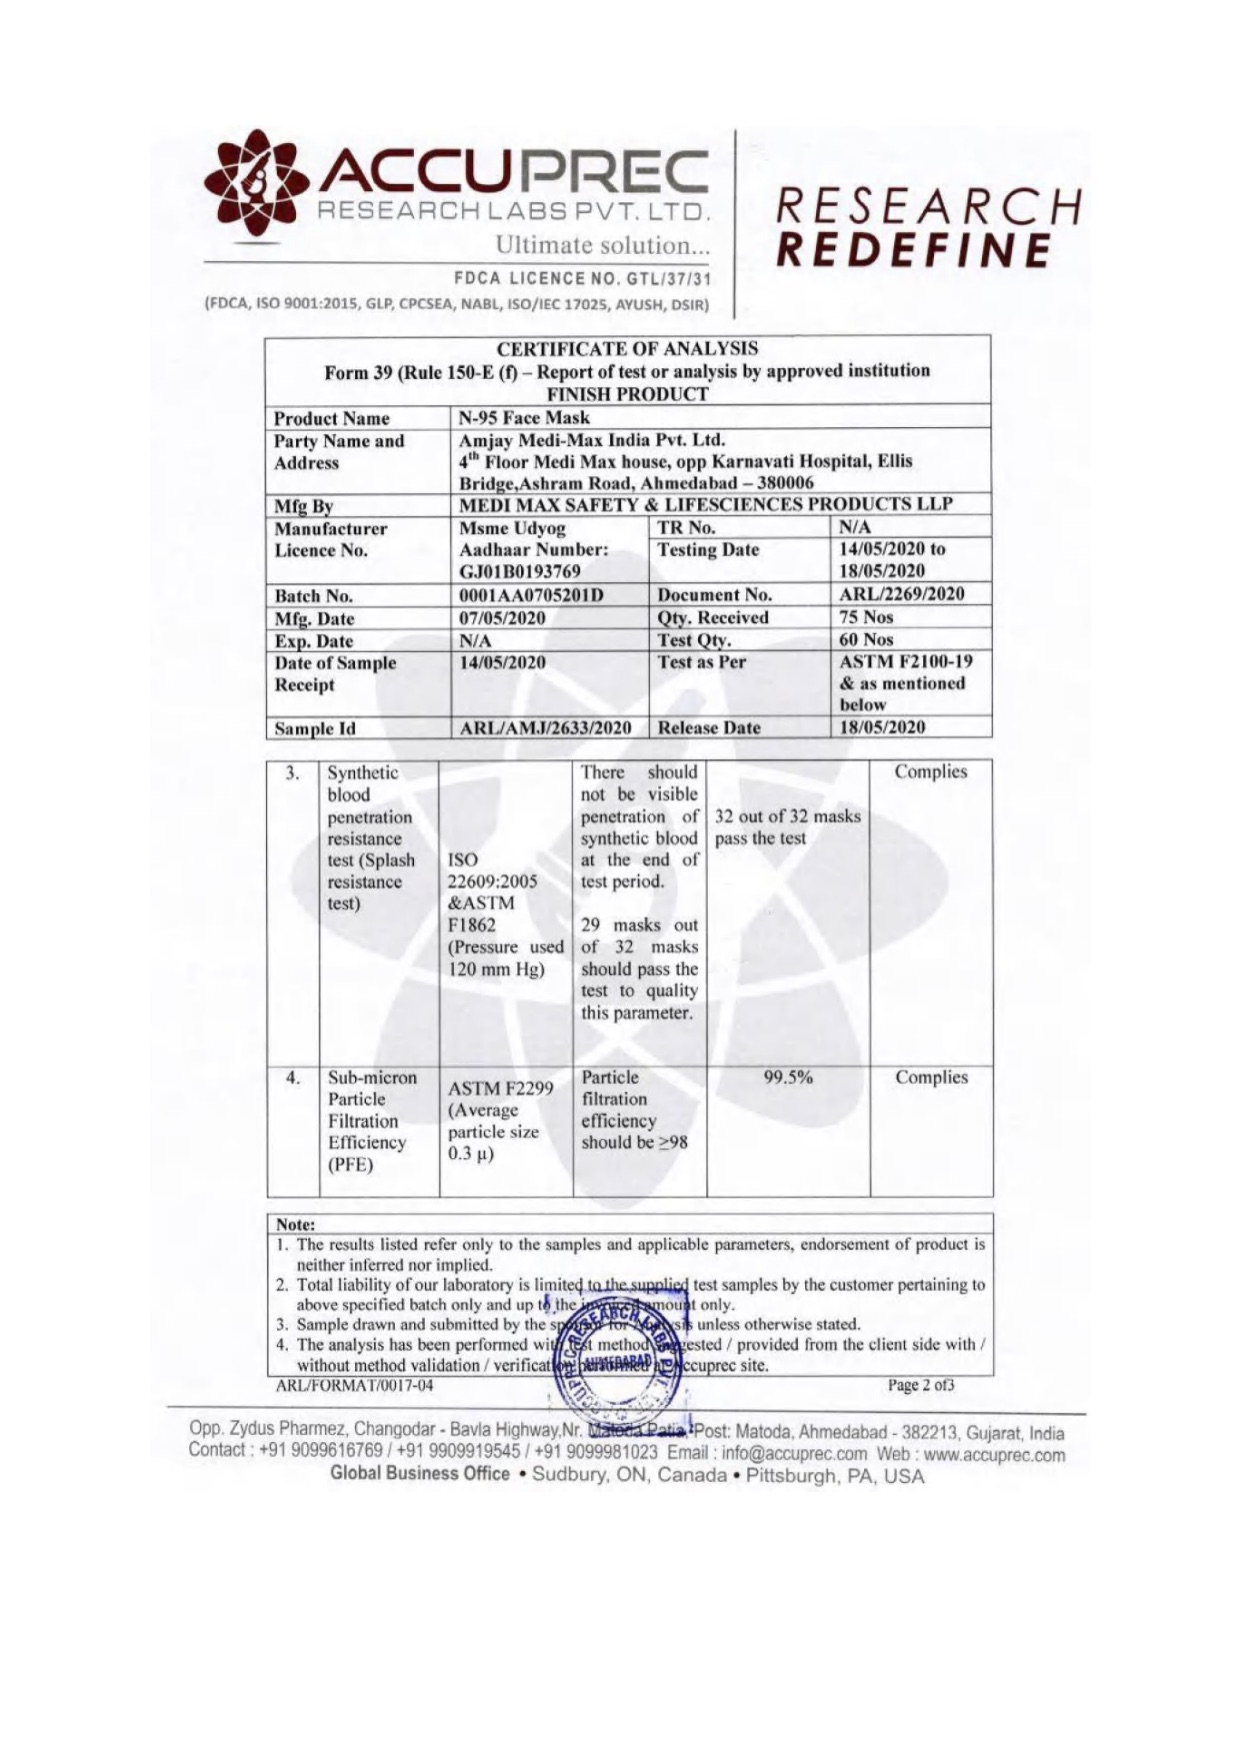 ACCUPREC
RESEARCH LABS PVT. LTD.
Ultimate solution...
FDCA LICENCE NO. GTL/37/31
(FDCA, ISO 9001:2015, GLP, CPCSEA, NABL, ISO/IEC 17025, AYUSH, DSIR)
RESEARCH
REDEFINE
CERTIFICATE OF ANALYSIS
Form 39 (Rule 150-E (f) – Report of test or analysis by approved institution
FINISH PRODUCT
Product Name N-95 Face Mask
Party Name and Address
Amjay Medi-Max India Pvt. Ltd.
4th Floor Medi Max house, opp Karnavati Hospital, Ellis
Bridge,Ashram Road, Ahmedabad – 380006
Mfg By MEDI MAX SAFETY & LIFESCIENCES PRODUCTS LLP
Manufacturer
Licence No.
Msme Udyog
Aadhaar Number:
GJ01B0193769
TR No. N/A
Testing Date 14/05/2020 to
18/05/2020
Batch No. 0001AA0705201D Document No. ARL/2269/2020
Mfg. Date 07/05/2020 Qty. Received 75 Nos
Exp. Date N/A Test Qty. 60 Nos
Date of Sample
Receipt
14/05/2020 Test as Per ASTM F2100-19
& as mentioned
below
Sample Id ARL/AMJ/2633/2020 Release Date 18/05/2020
3. Synthetic
blood
penetration
resistance
test (Splash
resistance
test)
ISO
22609:2005
&ASTM
F1862
(Pressure used
120 mm Hg)
There should
not be visible
penetration of
synthetic blood
at the end of
test period.
29 masks out
of 32 masks
should pass the
test to quality
this parameter.
32 out of 32 masks
pass the test
Complies
4. Sub-micron
Particle
Filtration
Efficiency
(PFE)
ASTM F2299
(Average
particle size
0.3 µ)
Particle
filtration
efficiency
should be ≥98
99.5%
Complies
Note:
1. The results listed refer only to the samples and applicable parameters, endorsement of product is
neither inferred nor implied.
2. Total liability of our laboratory is limited to the supplied test samples by the customer pertaining to
above specified batch only and up to the invoiced amount only.
3. Sample drawn and submitted by the sponsor for Analysis unless otherwise stated.
4. The analysis has been performed with test method / provided from the client side with /
without method validation / verification performed at Accuprec site.
ACCUPREC RESEARCH LABS PVT. LTD.
AHMEDABAD
ARL/FORMAT/0017-04
Page 2 of3
Opp. Zydus Pharmez, Changodar - Bavla Highway,Nr. Matoda Patia, Post: Matoda, Ahmedabad - 382213, Gujarat, India
Contact : +91 9099616769 / +91 9909919545 / +91 9099981023 Email : info@accuprec.com Web : www.accuprec.com
Global Business Office • Sudbury, ON, Canada • Pittsburgh, PA, USA